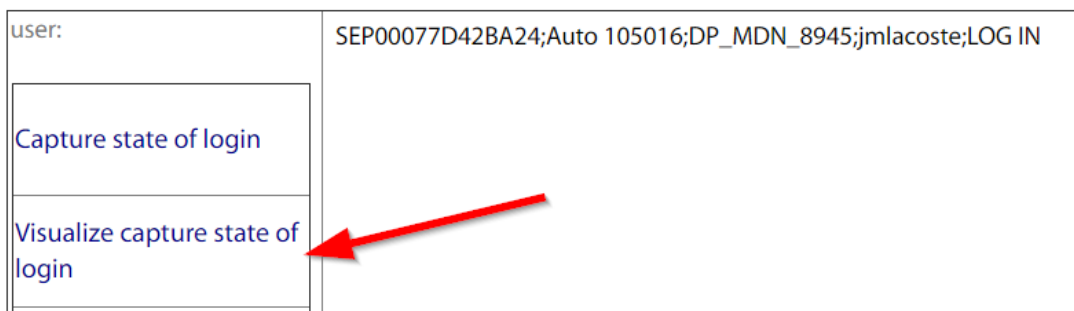 user:
SEP00077D42BA24;Auto 105016;DP_MDN_8945;jmlacoste;LOG IN
Capture state of login
Visualize capture state of
login